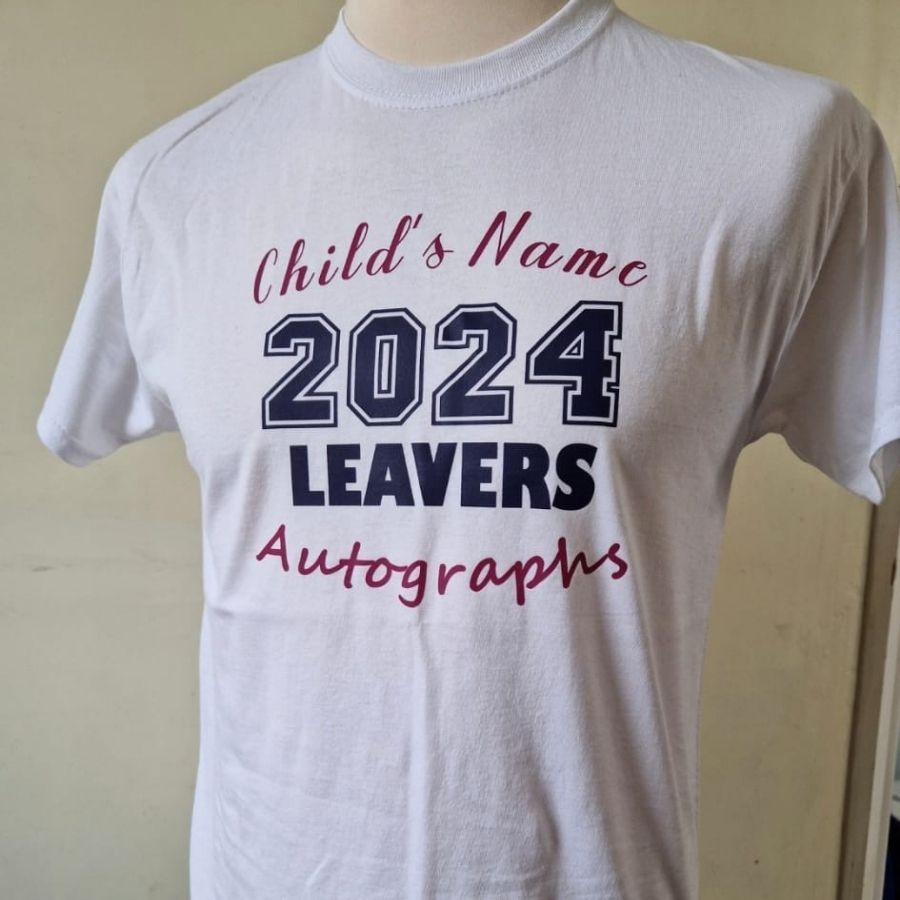 Child's Name
2024
LEAVERS
Autographs